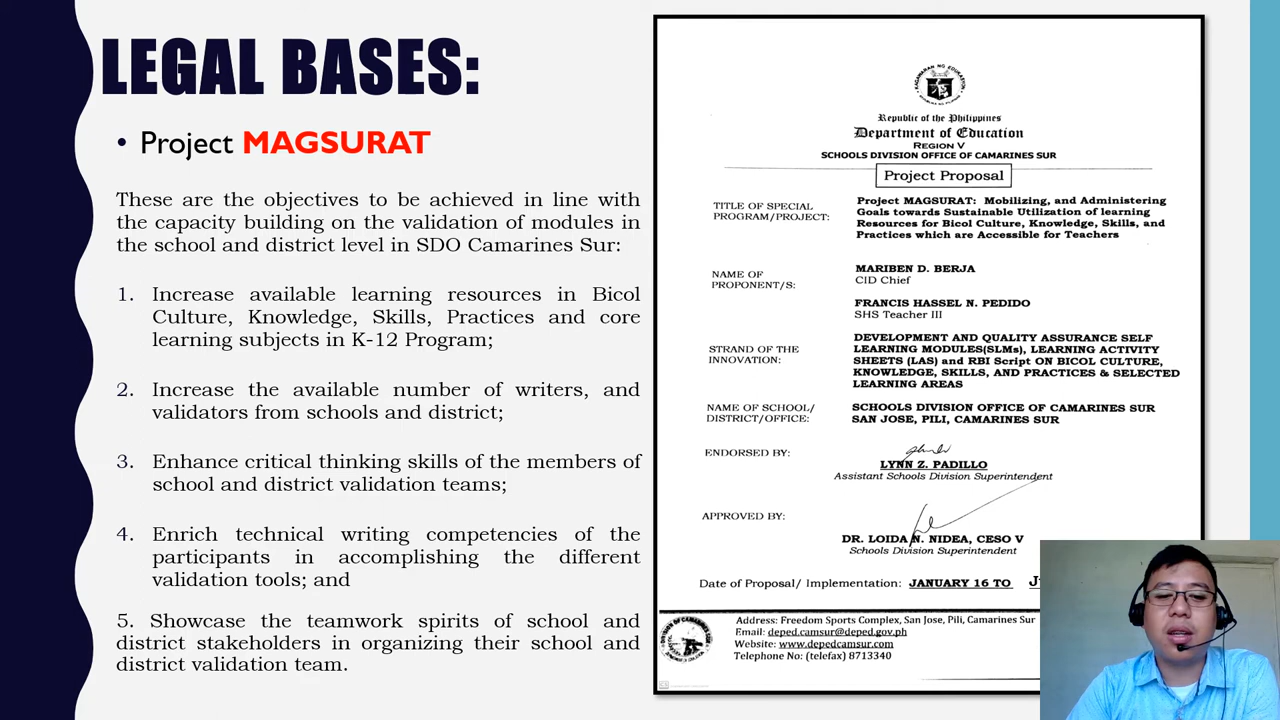 LEGAL BASES:
• Project MAGSURAT
These are the objectives to be achieved in line with
the capacity building on the validation of modules in
the school and district level in SDO Camarines Sur:
1. Increase available learning resources in Bicol
Culture, Knowledge, Skills, Practices and core
learning subjects in K-12 Program;
2. Increase the available number of writers, and
validators from schools and district;
3. Enhance critical thinking skills of the members of
school and district validation teams;
4. Enrich technical writing competencies of the
participants in accomplishing the different
validation tools; and
5. Showcase the teamwork spirits of school and
district stakeholders in organizing their school and
district validation team.
Republic of the Philippines
Department of Education
REGION V
SCHOOLS DIVISION OFFICE OF CAMARINES SUR
Project Proposal
TITLE OF SPECIAL
PROGRAM/PROJECT:
Project MAGSURAT: Mobilizing, and Administering
Goals towards Sustainable Utilization of learning
Resources for Bicol Culture, Knowledge, Skills, and
Practices which are Accessible for Teachers
NAME OF
PROPONENT/S:
MARIBEN D. BERJA
CID Chief
FRANCIS HASSEL N. PEDIDO
SHS Teacher III
STRAND OF THE
INNOVATION:
DEVELOPMENT AND QUALITY ASSURANCE SELF
LEARNING MODULES(SLMs), LEARNING ACTIVITY
SHEETS (LAS) and RBI Script ON BICOL CULTURE,
KNOWLEDGE, SKILLS, AND PRACTICES & SELECTED
LEARNING AREAS
NAME OF SCHOOL/
DISTRICT/OFFICE:
SCHOOLS DIVISION OFFICE OF CAMARINES SUR
SAN JOSE, PILI, CAMARINES SUR
ENDORSED BY:
LYNN Z. PADILLO
Assistant Schools Division Superintendent
APPROVED BY:
DR. LOIDA N. NIDEA, CESO V
Schools Division Superintendent
Date of Proposal/ Implementation: JANUARY 16 TO
Address: Freedom Sports Complex, San Jose, Pili, Camarines Sur
Email: deped.camsur@deped.gov.ph
Website: www.depedcamsur.com
Telephone No: (telefax) 8713340